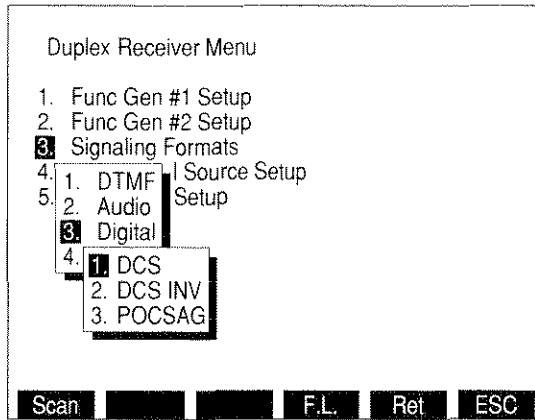 Duplex Receiver Menu
1. Func Gen #1 Setup
2. Func Gen #2 Setup
3. Signaling Formats
4. Source Setup
5. Setup
1. DTMF
2. Audio
3. Digital
4.
1. DCS
2. DCS INV
3. POCSAG
Scan F.L. Ret ESC